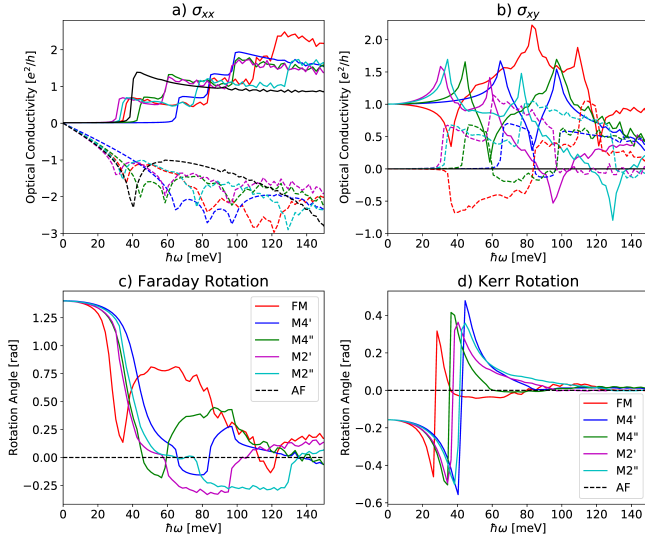 a) σxx
b) σxy
Optical Conductivity [e²/h]
2
1
0
−1
−2
−3
0 20 40 60 80 100 120 140
ħω [meV]
Optical Conductivity [e²/h]
2.0
1.5
1.0
0.5
0.0
−0.5
−1.0
0 20 40 60 80 100 120 140
ħω [meV]
c) Faraday Rotation
d) Kerr Rotation
Rotation Angle [rad]
1.25
1.00
0.75
0.50
0.25
0.00
−0.25
FM
M4'
M4"
M2'
M2"
AF
0 20 40 60 80 100 120 140
ħω [meV]
Rotation Angle [rad]
0.4
0.2
0.0
−0.2
−0.4
−0.6
FM
M4'
M4"
M2'
M2"
AF
0 20 40 60 80 100 120 140
ħω [meV]